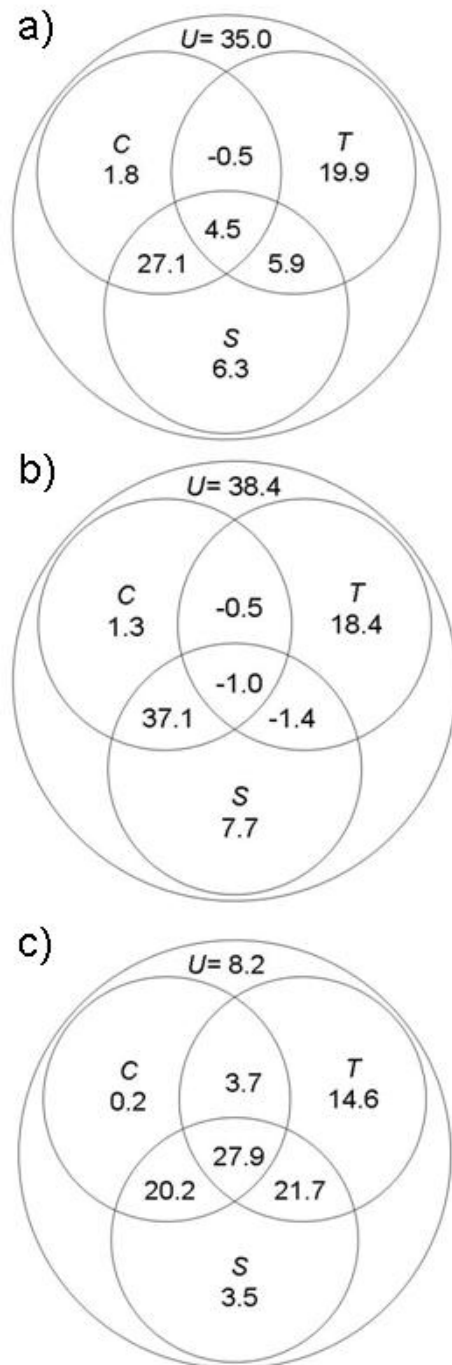 a)
U= 35.0
C
1.8
-0.5
T
19.9
4.5
27.1
5.9
S
6.3
b)
U= 38.4
C
1.3
-0.5
T
18.4
-1.0
37.1
-1.4
S
7.7
c)
U= 8.2
C
0.2
3.7
T
14.6
27.9
20.2
21.7
S
3.5